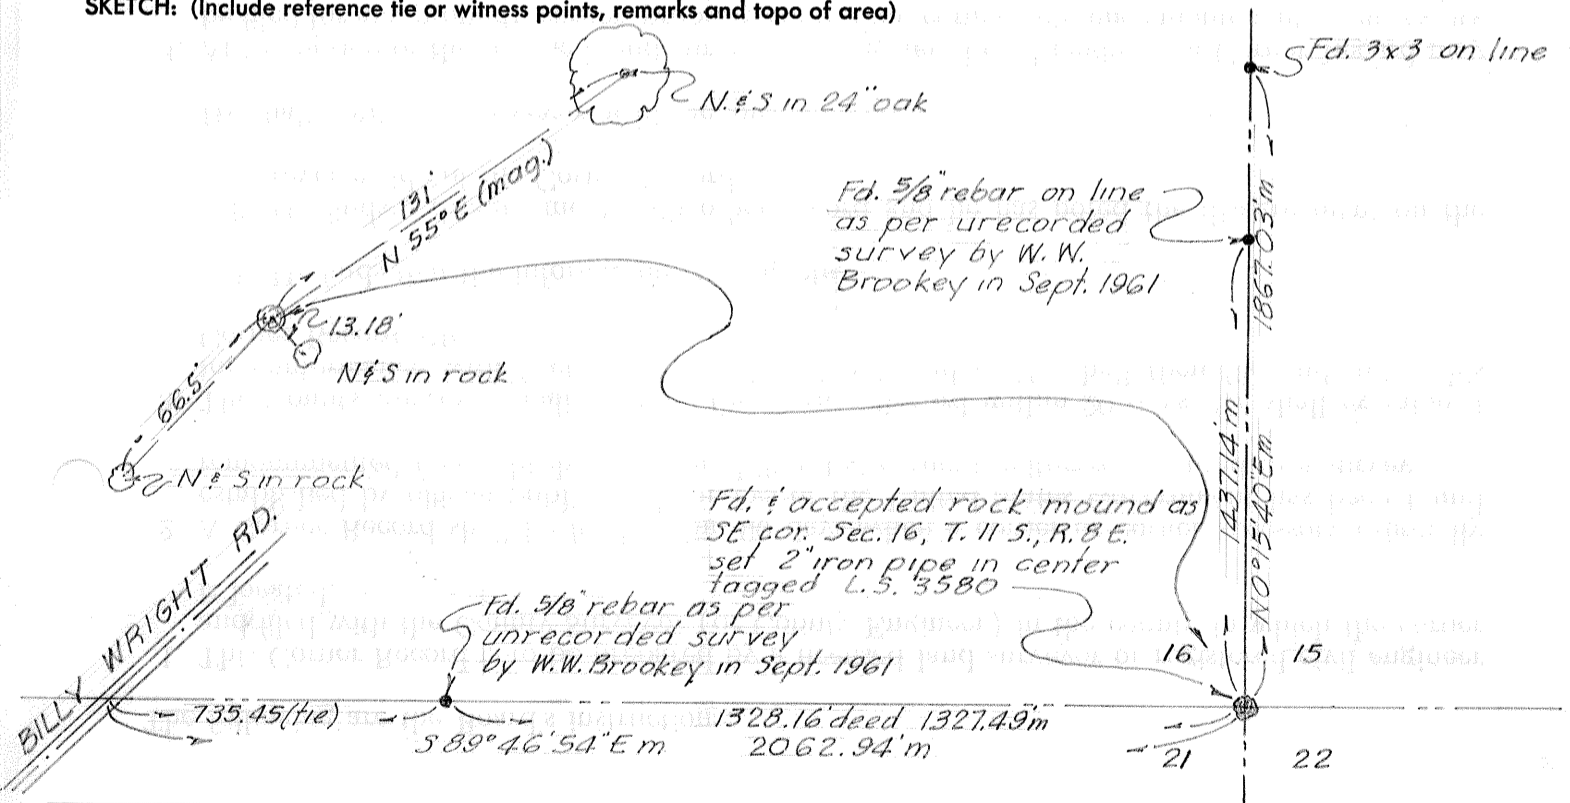 SKETCH: (Include reference tie or witness points, remarks and topo of area)
Fd. 3x3 on line
N. & S in 24" oak
131'
N 55° E (mag.)
Fd. 5/8" rebar on line
as per urecorded
survey by W. W.
Brookey in Sept. 1961
1867.03'm
13.18'
N & S in rock
66.5'
N & S in rock
1437.14'm
N0°15'40"E m
Fd. & accepted rock mound as
SE cor. Sec. 16, T. 11 S., R. 8 E.
set 2" iron pipe in center
tagged L.S. 3580
BILLY WRIGHT RD.
Fd. 5/8" rebar as per
unrecorded survey
by W.W. Brookey in Sept. 1961
16
15
735.45 (tie)
1328.16' deed 1327.49'm
S 89° 46' 54" E m
2062.94'm
21
22